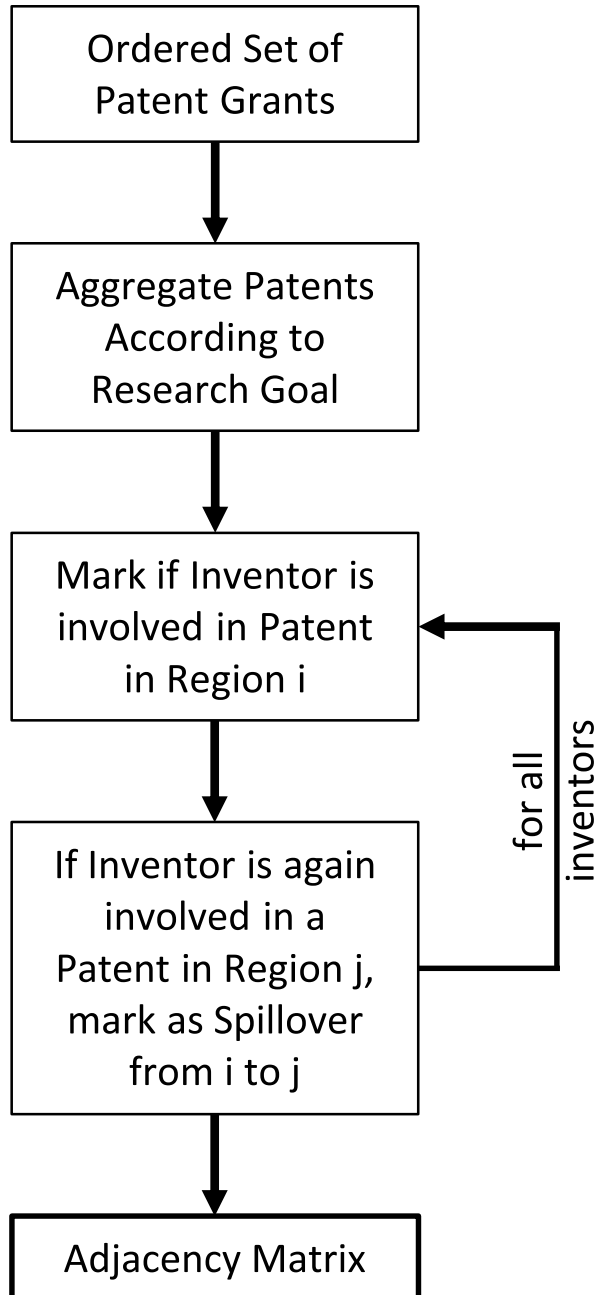 Ordered Set of
Patent Grants
Aggregate Patents
According to
Research Goal
Mark if Inventor is
involved in Patent
in Region i
for all
inventors
If Inventor is again
involved in a
Patent in Region j,
mark as Spillover
from i to j
Adjacency Matrix